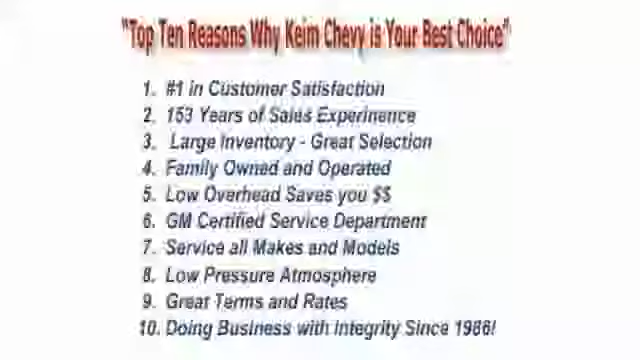 "Top Ten Reasons Why Keim Chevy is Your Best Choice"
1. #1 in Customer Satisfaction
2. 153 Years of Sales Experinence
3. Large Inventory - Great Selection
4. Family Owned and Operated
5. Low Overhead Saves you $$
6. GM Certified Service Department
7. Service all Makes and Models
8. Low Pressure Atmosphere
9. Great Terms and Rates
10. Doing Business with Integrity Since 1986!